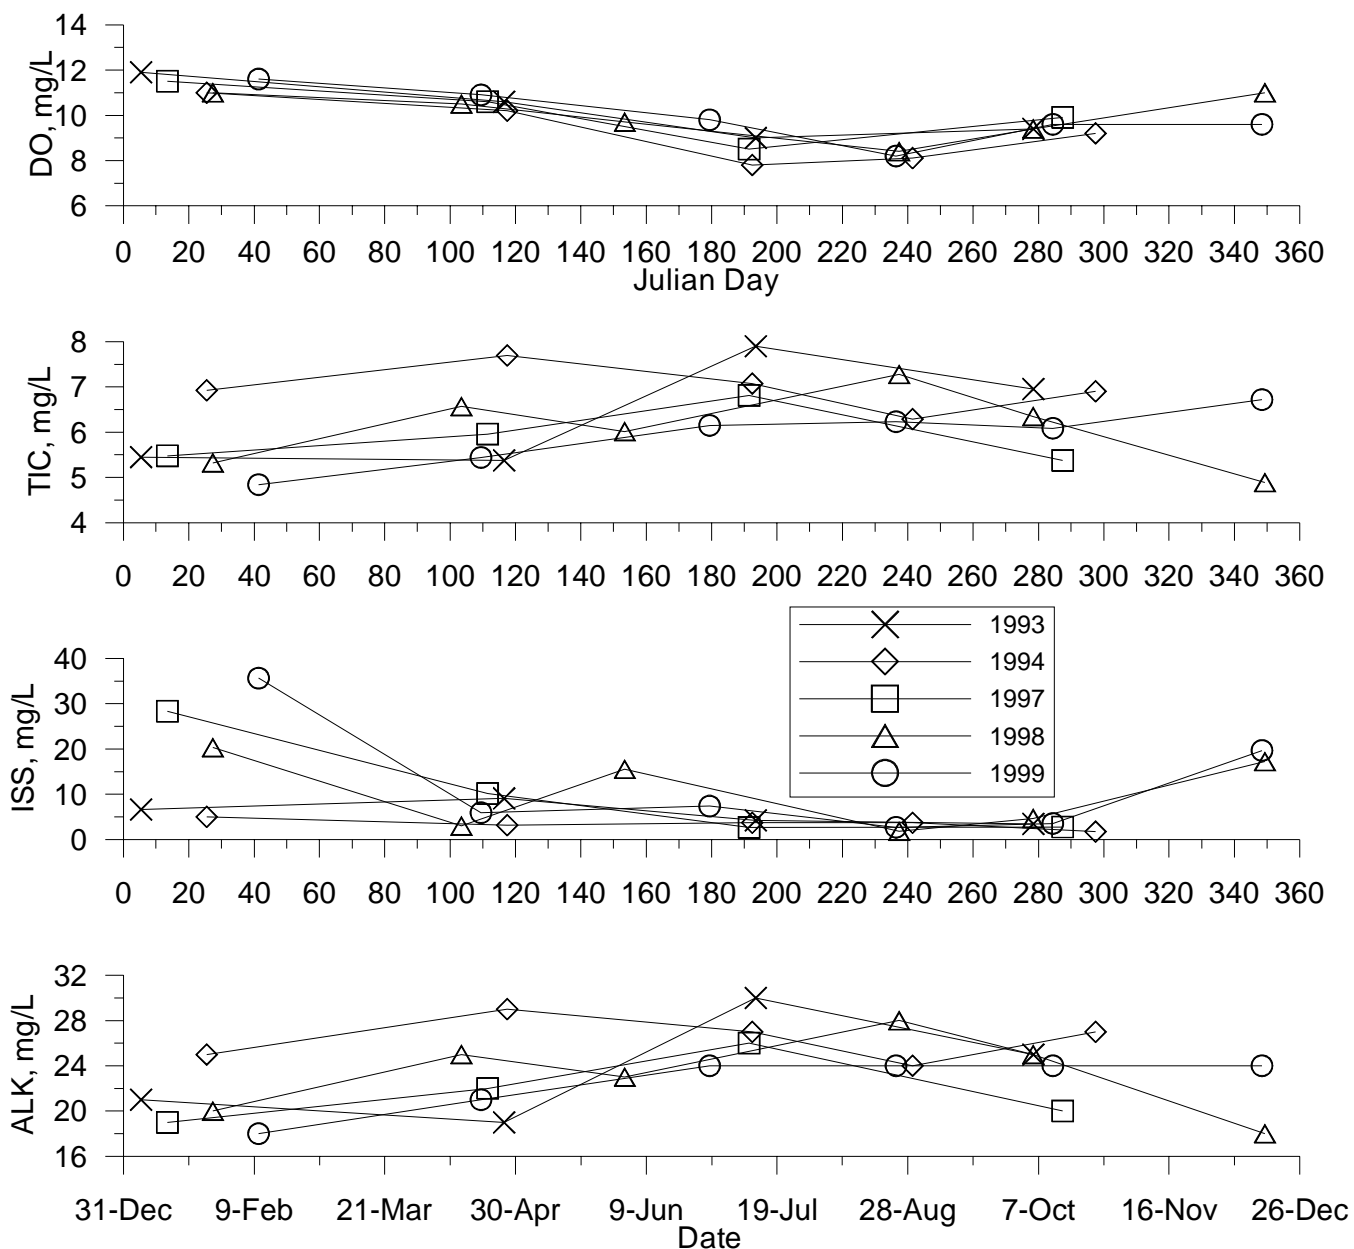 14
12
10
8
6
DO, mg/L
0 20 40 60 80 100 120 140 160 180 200 220 240 260 280 300 320 340 360
Julian Day
8
7
6
5
4
TIC, mg/L
0 20 40 60 80 100 120 140 160 180 200 220 240 260 280 300 320 340 360
1993
1994
1997
1998
1999
40
30
20
10
0
ISS, mg/L
0 20 40 60 80 100 120 140 160 180 200 220 240 260 280 300 320 340 360
32
28
24
20
16
ALK, mg/L
31-Dec 9-Feb 21-Mar 30-Apr 9-Jun 19-Jul 28-Aug 7-Oct 16-Nov 26-Dec
Date